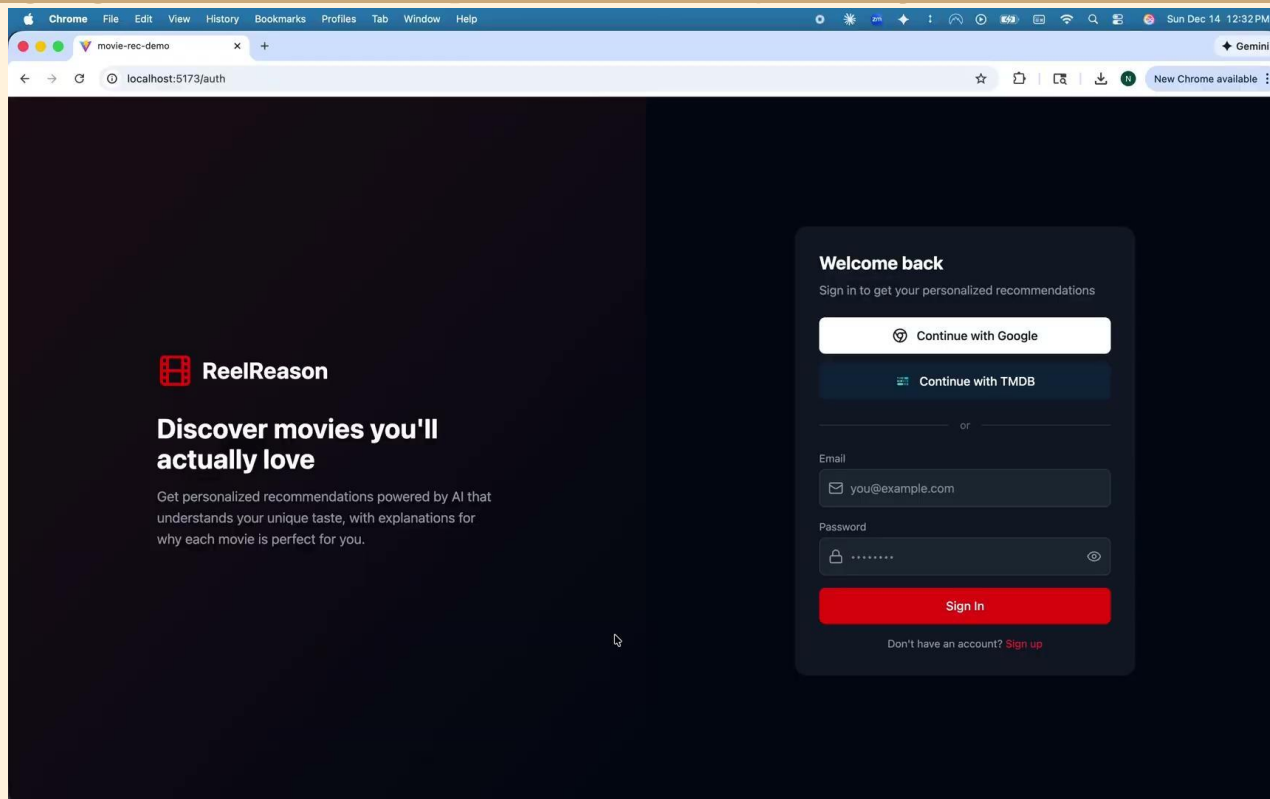 Chrome File Edit View History Bookmarks Profiles Tab Window Help
zm
Sun Dec 14 12:32 PM
movie-rec-demo
Gemini
localhost:5173/auth
N
New Chrome available
Welcome back
Sign in to get your personalized recommendations
Continue with Google
Continue with TMDB
or
Email
you@example.com
Password
Sign In
Don't have an account? Sign up
ReelReason
Discover movies you'll
actually love
Get personalized recommendations powered by AI that
understands your unique taste, with explanations for
why each movie is perfect for you.